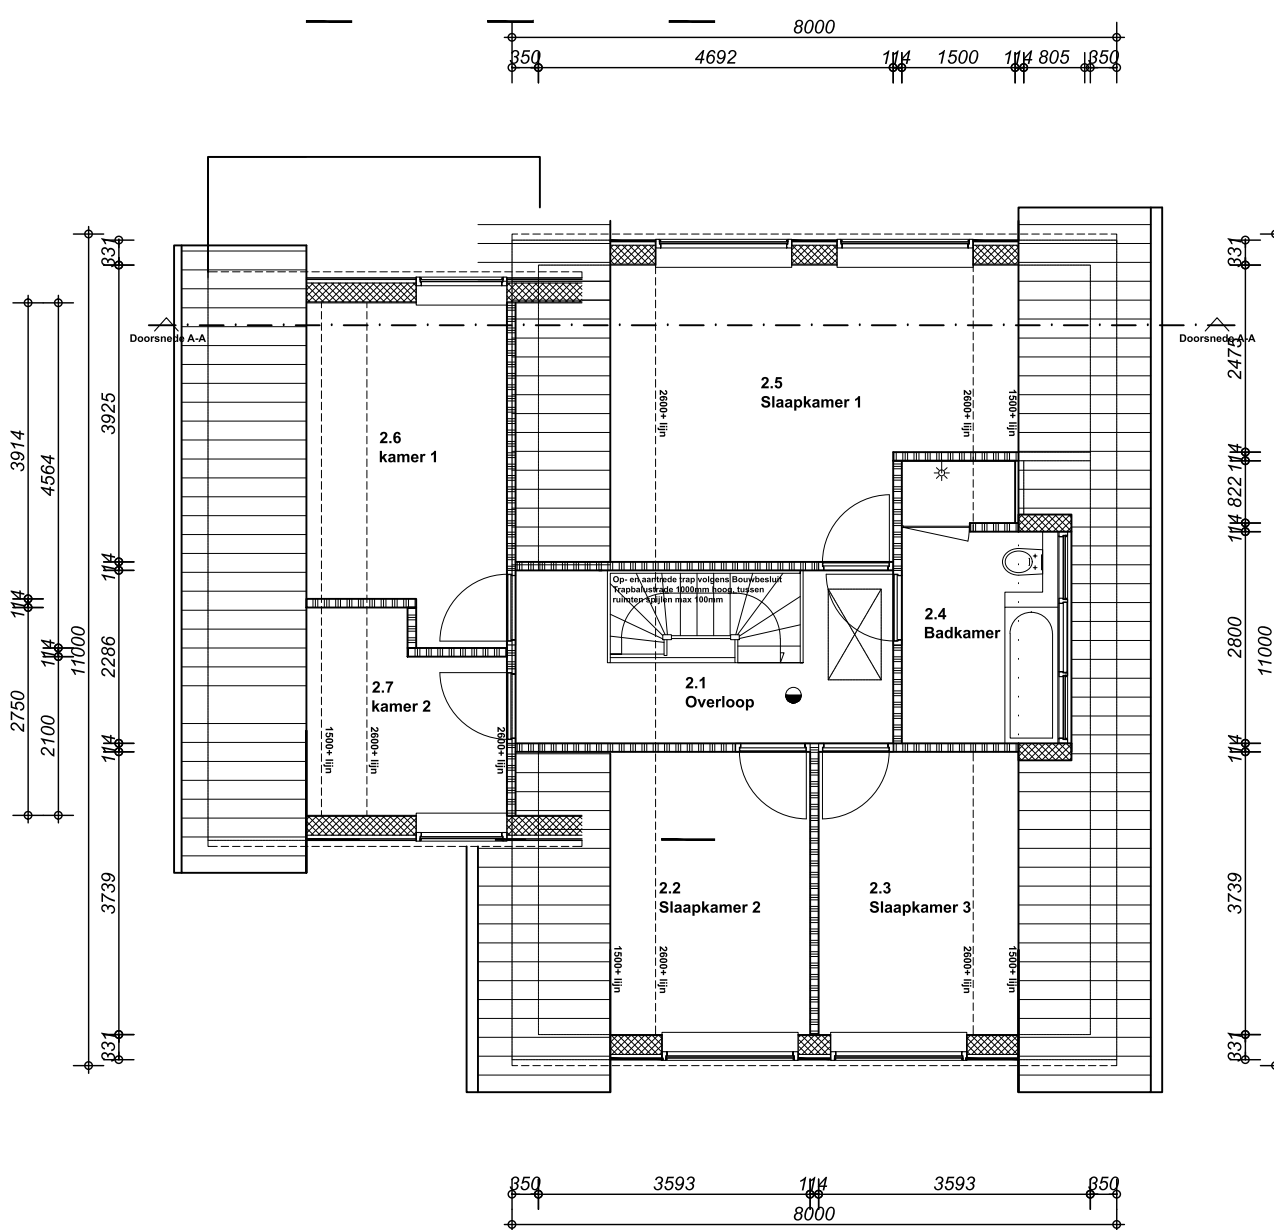 8000
350 4692 114 1500 114 805 350
331
331
Doorsnede A-A
Doorsnede A-A
2475
3925
3914
4564
2.5
Slaapkamer 1
2600+ lijn
2600+ lijn
1500+ lijn
2.6
kamer 1
114
822
114
114
114
114
11000
2286
2750
2100
114
Op- en aantrede trap volgens Bouwbesluit
Trapbalustrade 1000mm hoog, tussen
ruimten spijlen max 100mm
2.4
Badkamer
2800
11000
2.7
kamer 2
2.1
Overloop
1500+ lijn
2600+ lijn
2600+ lijn
114
3739
2.2
Slaapkamer 2
2.3
Slaapkamer 3
3739
1500+ lijn
2600+ lijn
2600+ lijn
1500+ lijn
331
331
350 3593 114 3593 350
8000